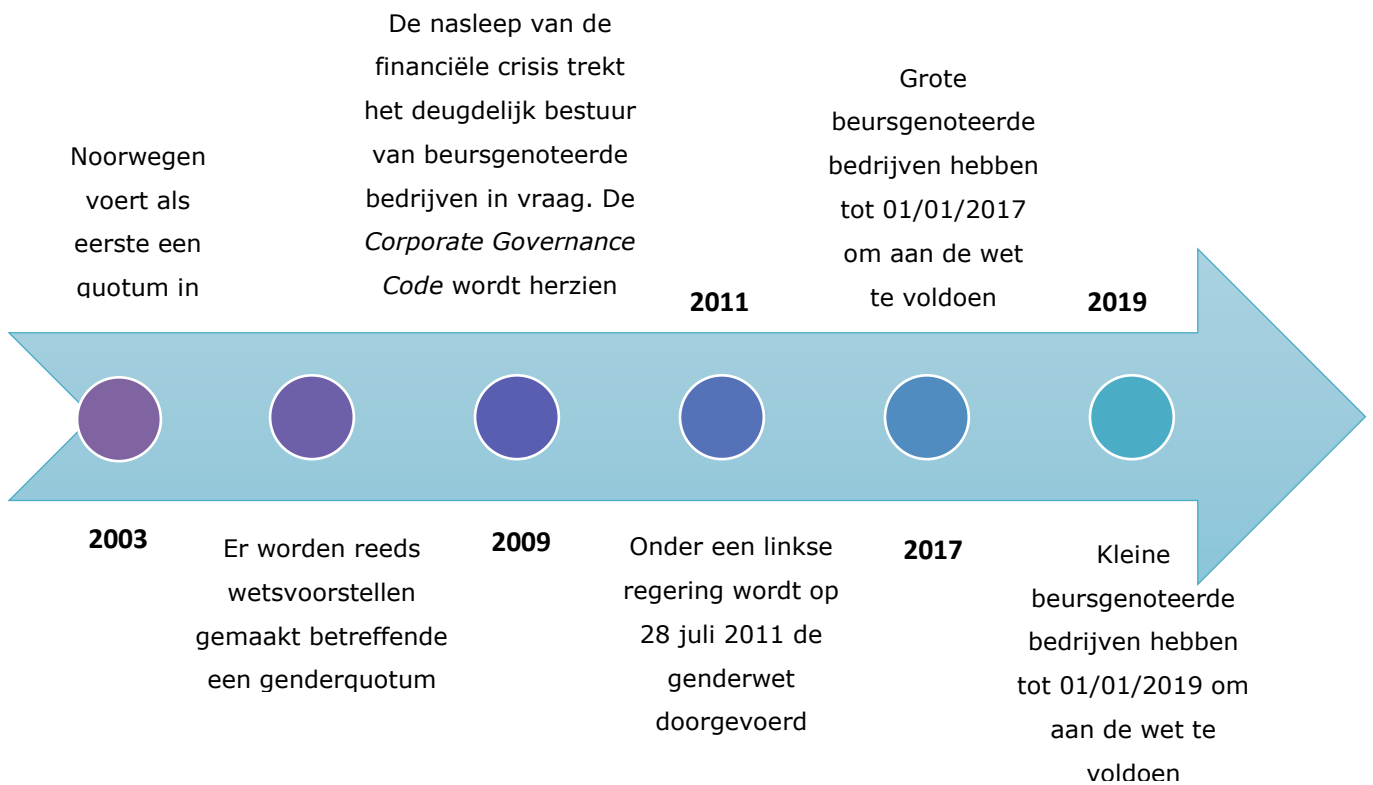 Noorwegen
voert als
eerste een
quotum in
2003
Er worden reeds
wetsvoorstellen
gemaakt betreffende
een genderquotum
De nasleep van de
financiële crisis trekt
het deugdelijk bestuur
van beursgenoteerde
bedrijven in vraag. De
Corporate Governance
Code wordt herzien
2009
2011
Onder een linkse
regering wordt op
28 juli 2011 de
genderwet
doorgevoerd
Grote
beursgenoteerde
bedrijven hebben
tot 01/01/2017
om aan de wet
te voldoen
2017
2019
Kleine
beursgenoteerde
bedrijven hebben
tot 01/01/2019 om
aan de wet te
voldoen